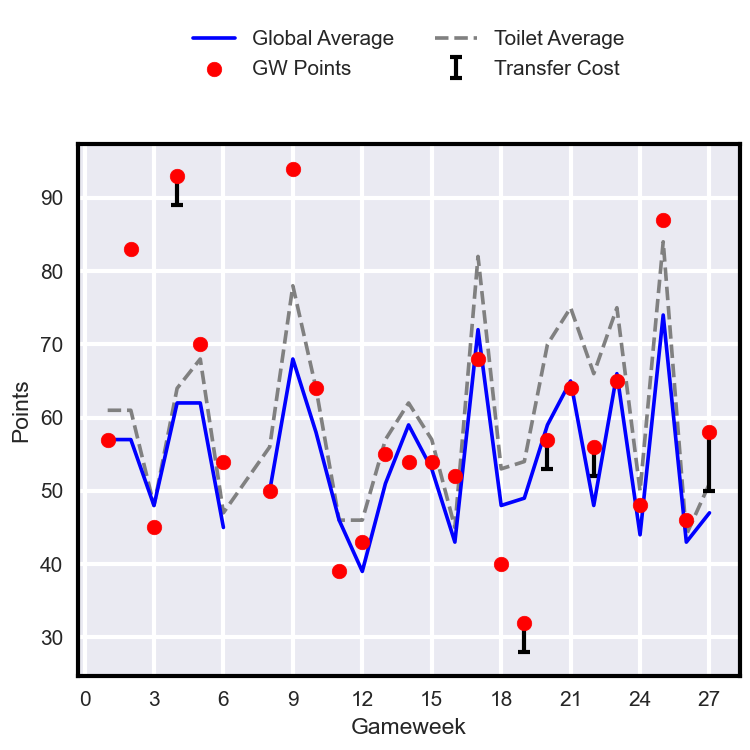 Global Average
Toilet Average
GW Points
Transfer Cost
Points
90
80
70
60
50
40
30
0 3 6 9 12 15 18 21 24 27
Gameweek